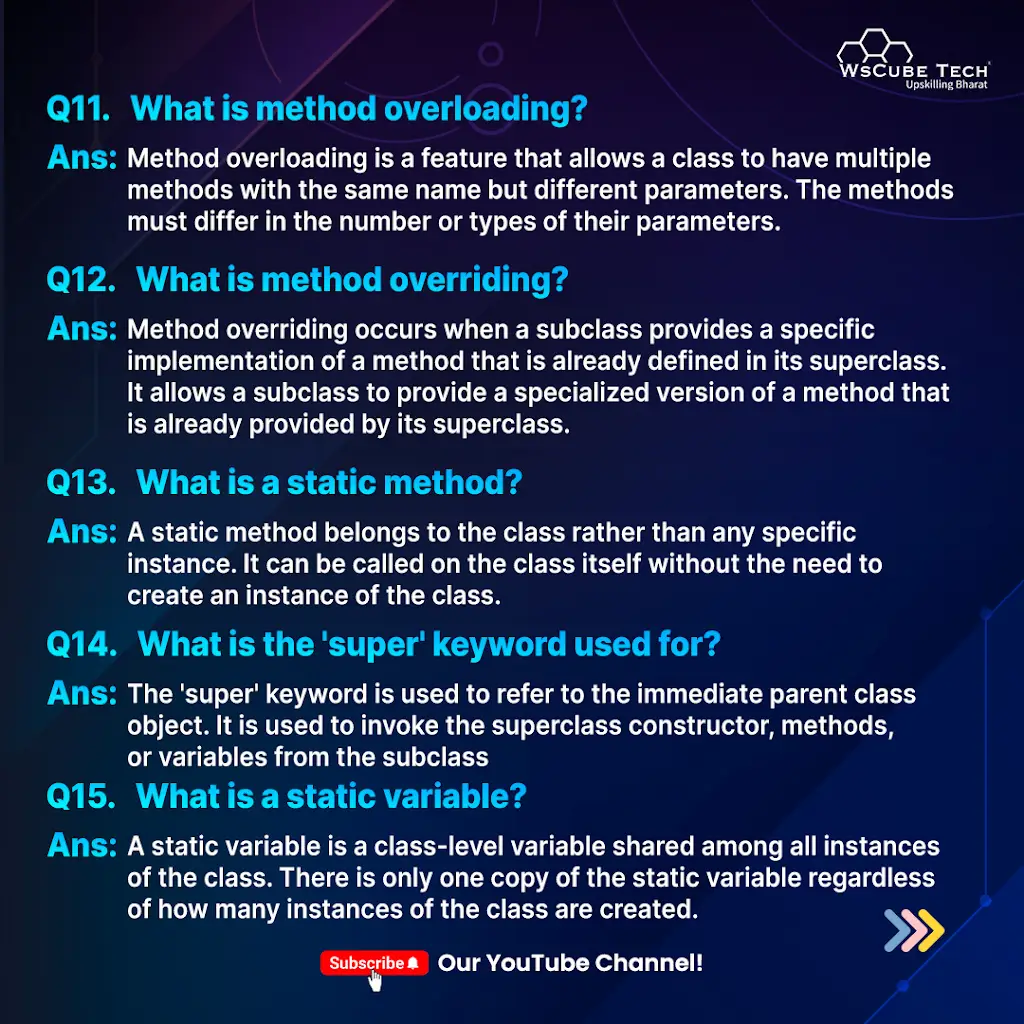 WsCube Tech
Upskilling Bharat
Q11. What is method overloading?
Ans: Method overloading is a feature that allows a class to have multiple
methods with the same name but different parameters. The methods
must differ in the number or types of their parameters.
Q12. What is method overriding?
Ans: Method overriding occurs when a subclass provides a specific
implementation of a method that is already defined in its superclass.
It allows a subclass to provide a specialized version of a method that
is already provided by its superclass.
Q13. What is a static method?
Ans: A static method belongs to the class rather than any specific
instance. It can be called on the class itself without the need to
create an instance of the class.
Q14. What is the 'super' keyword used for?
Ans: The 'super' keyword is used to refer to the immediate parent class
object. It is used to invoke the superclass constructor, methods,
or variables from the subclass
Q15. What is a static variable?
Ans: A static variable is a class-level variable shared among all instances
of the class. There is only one copy of the static variable regardless
of how many instances of the class are created.
Subscribe Our YouTube Channel!